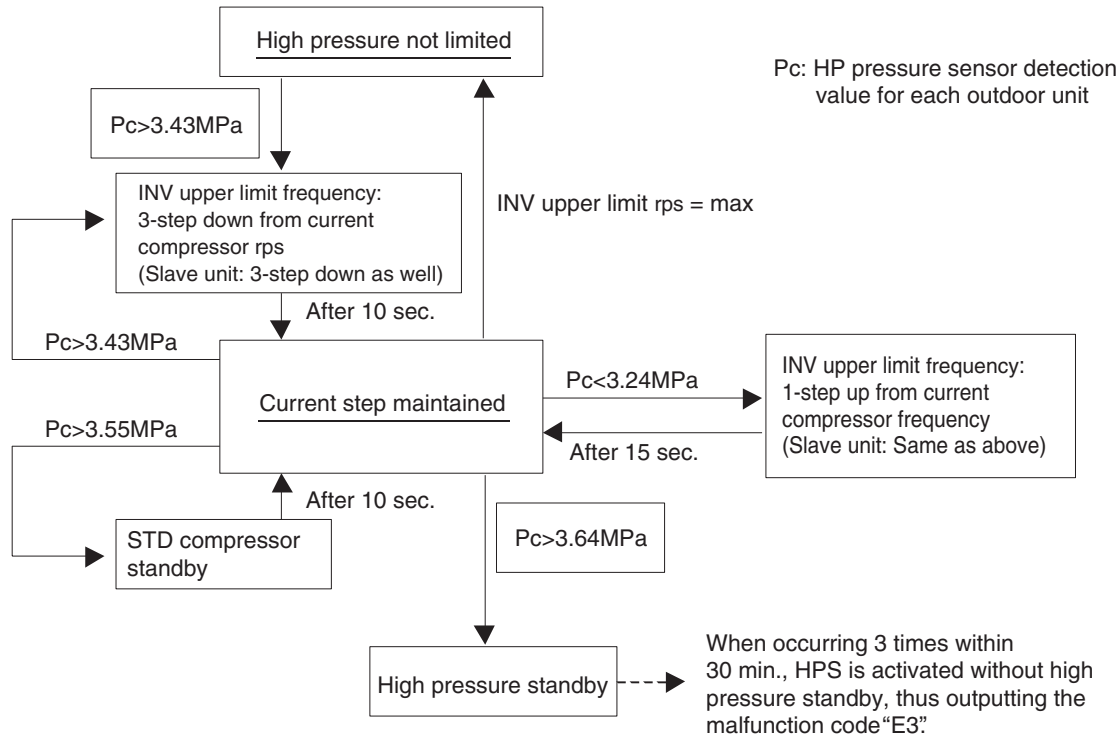 High pressure not limited
Pc: HP pressure sensor detection
value for each outdoor unit
Pc>3.43MPa
INV upper limit frequency:
3-step down from current
compressor rps
(Slave unit: 3-step down as well)
INV upper limit rps = max
After 10 sec.
Pc>3.43MPa
Current step maintained
Pc<3.24MPa
After 15 sec.
INV upper limit frequency:
1-step up from current
compressor frequency
(Slave unit: Same as above)
Pc>3.55MPa
After 10 sec.
STD compressor
standby
Pc>3.64MPa
High pressure standby
When occurring 3 times within
30 min., HPS is activated without high
pressure standby, thus outputting the
malfunction code “E3”.